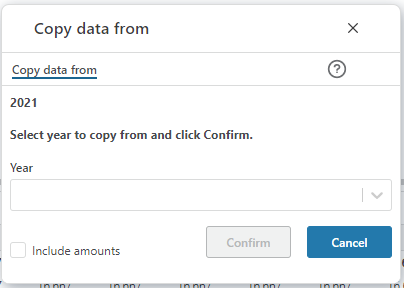 Copy data from
Copy data from
2021
Select year to copy from and click Confirm.
Year
Confirm
Cancel
Include amounts